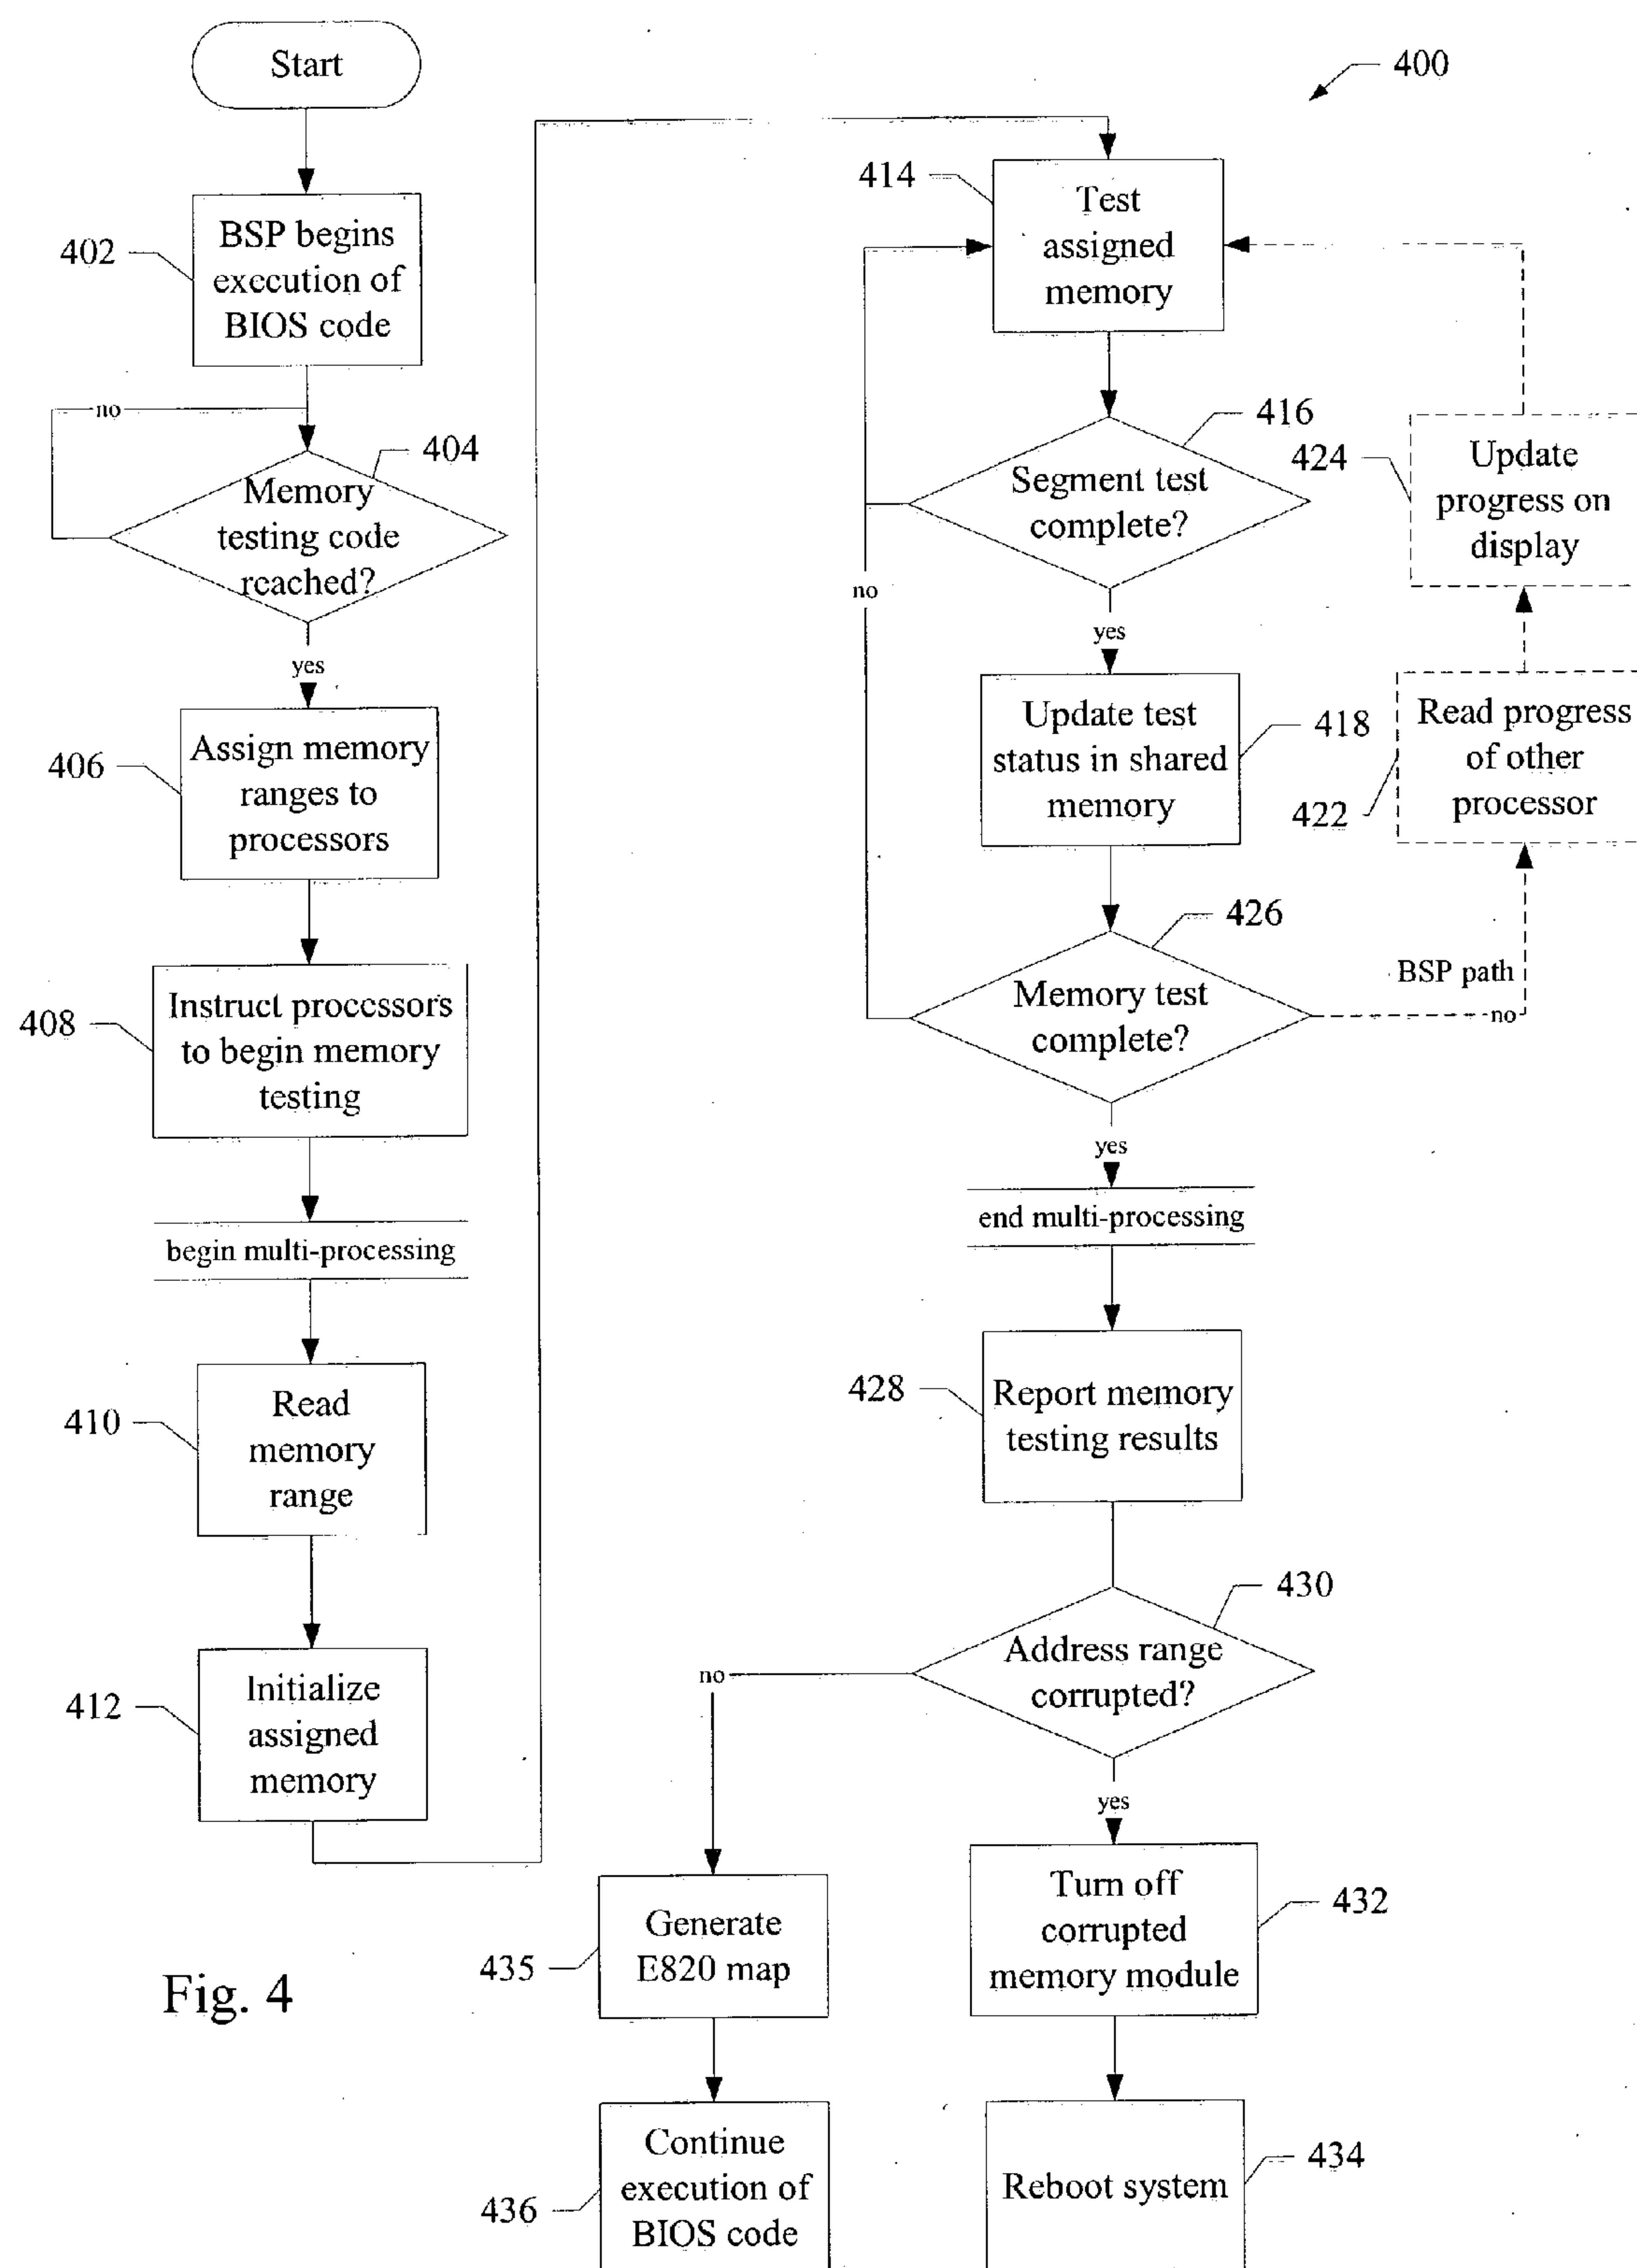 Start
402
BSP begins
execution of
BIOS code
no
404
Memory
testing code
reached?
yes
406
Assign memory
ranges to
processors
408
Instruct processors
to begin memory
testing
begin multi-processing
410
Read
memory
range
412
Initialize
assigned
memory
Fig. 4
400
414
Test
assigned
memory
416
Segment test
complete?
no
yes
424
Update
progress on
display
Update test
status in shared
memory
418
422
Read progress
of other
processor
426
Memory test
complete?
BSP path
no
yes
end multi-processing
428
Report memory
testing results
430
Address range
corrupted?
no
yes
435
Generate
E820 map
Turn off
corrupted
memory module
432
436
Continue
execution of
BIOS code
Reboot system
434